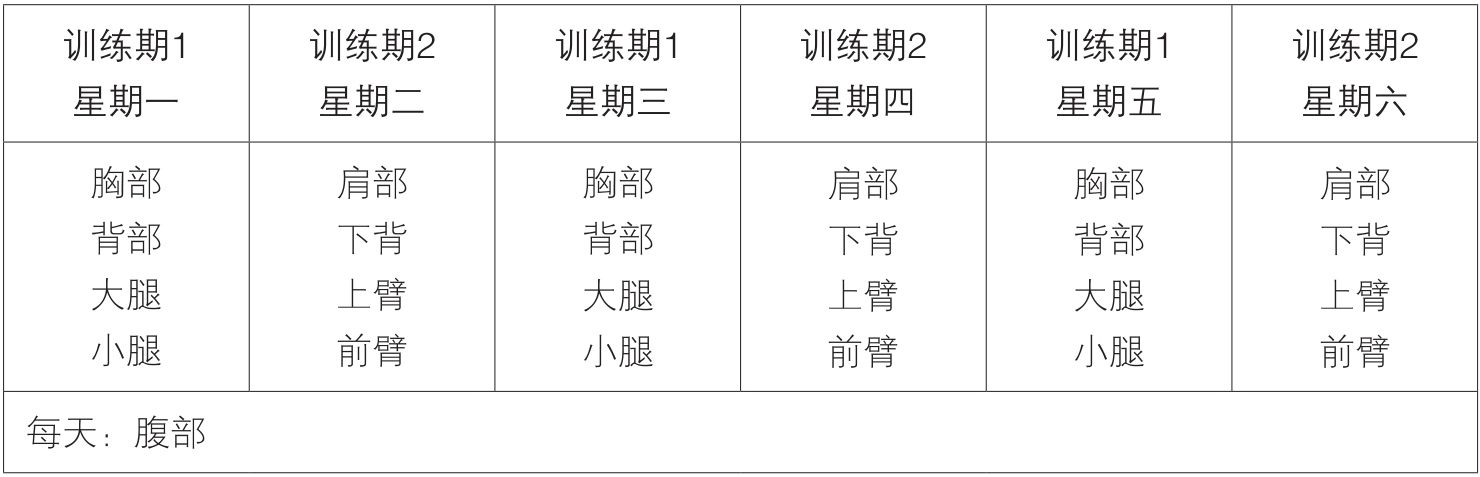 训练期1 训练期2 训练期1 训练期2 训练期1 训练期2
星期一 星期二 星期三 星期四 星期五 星期六
胸部 肩部 胸部 肩部 胸部 肩部
背部 下背 背部 下背 背部 下背
大腿 上臂 大腿 上臂 大腿 上臂
小腿 前臂 小腿 前臂 小腿 前臂
每天：腹部